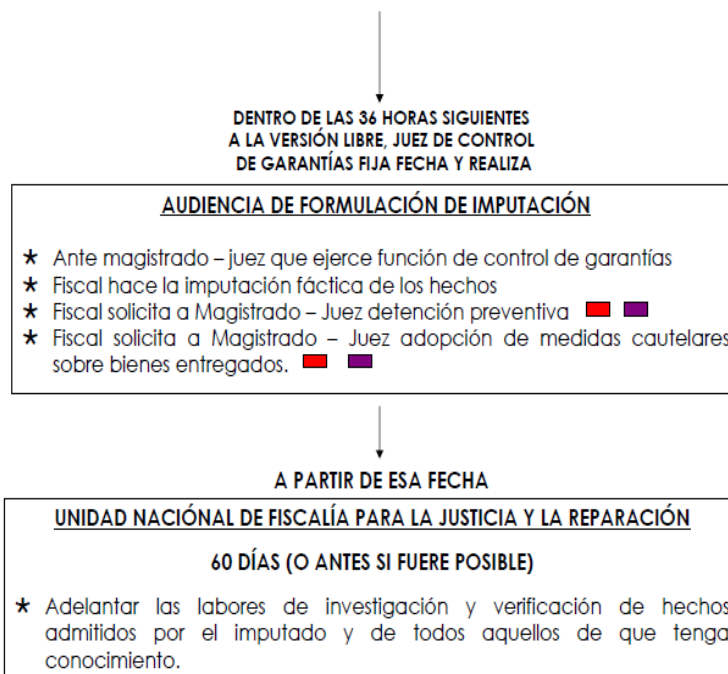 DENTRO DE LAS 36 HORAS SIGUIENTES
A LA VERSIÓN LIBRE, JUEZ DE CONTROL
DE GARANTÍAS FIJA FECHA Y REALIZA
AUDIENCIA DE FORMULACIÓN DE IMPUTACIÓN
* Ante magistrado – juez que ejerce función de control de garantías
* Fiscal hace la imputación fáctica de los hechos
* Fiscal solicita a Magistrado – Juez detención preventiva
* Fiscal solicita a Magistrado – Juez adopción de medidas cautelares
sobre bienes entregados.
A PARTIR DE ESA FECHA
UNIDAD NACIÓNAL DE FISCALÍA PARA LA JUSTICIA Y LA REPARACIÓN
60 DÍAS (O ANTES SI FUERE POSIBLE)
* Adelantar las labores de investigación y verificación de hechos
admitidos por el imputado y de todos aquellos de que tenga
conocimiento.